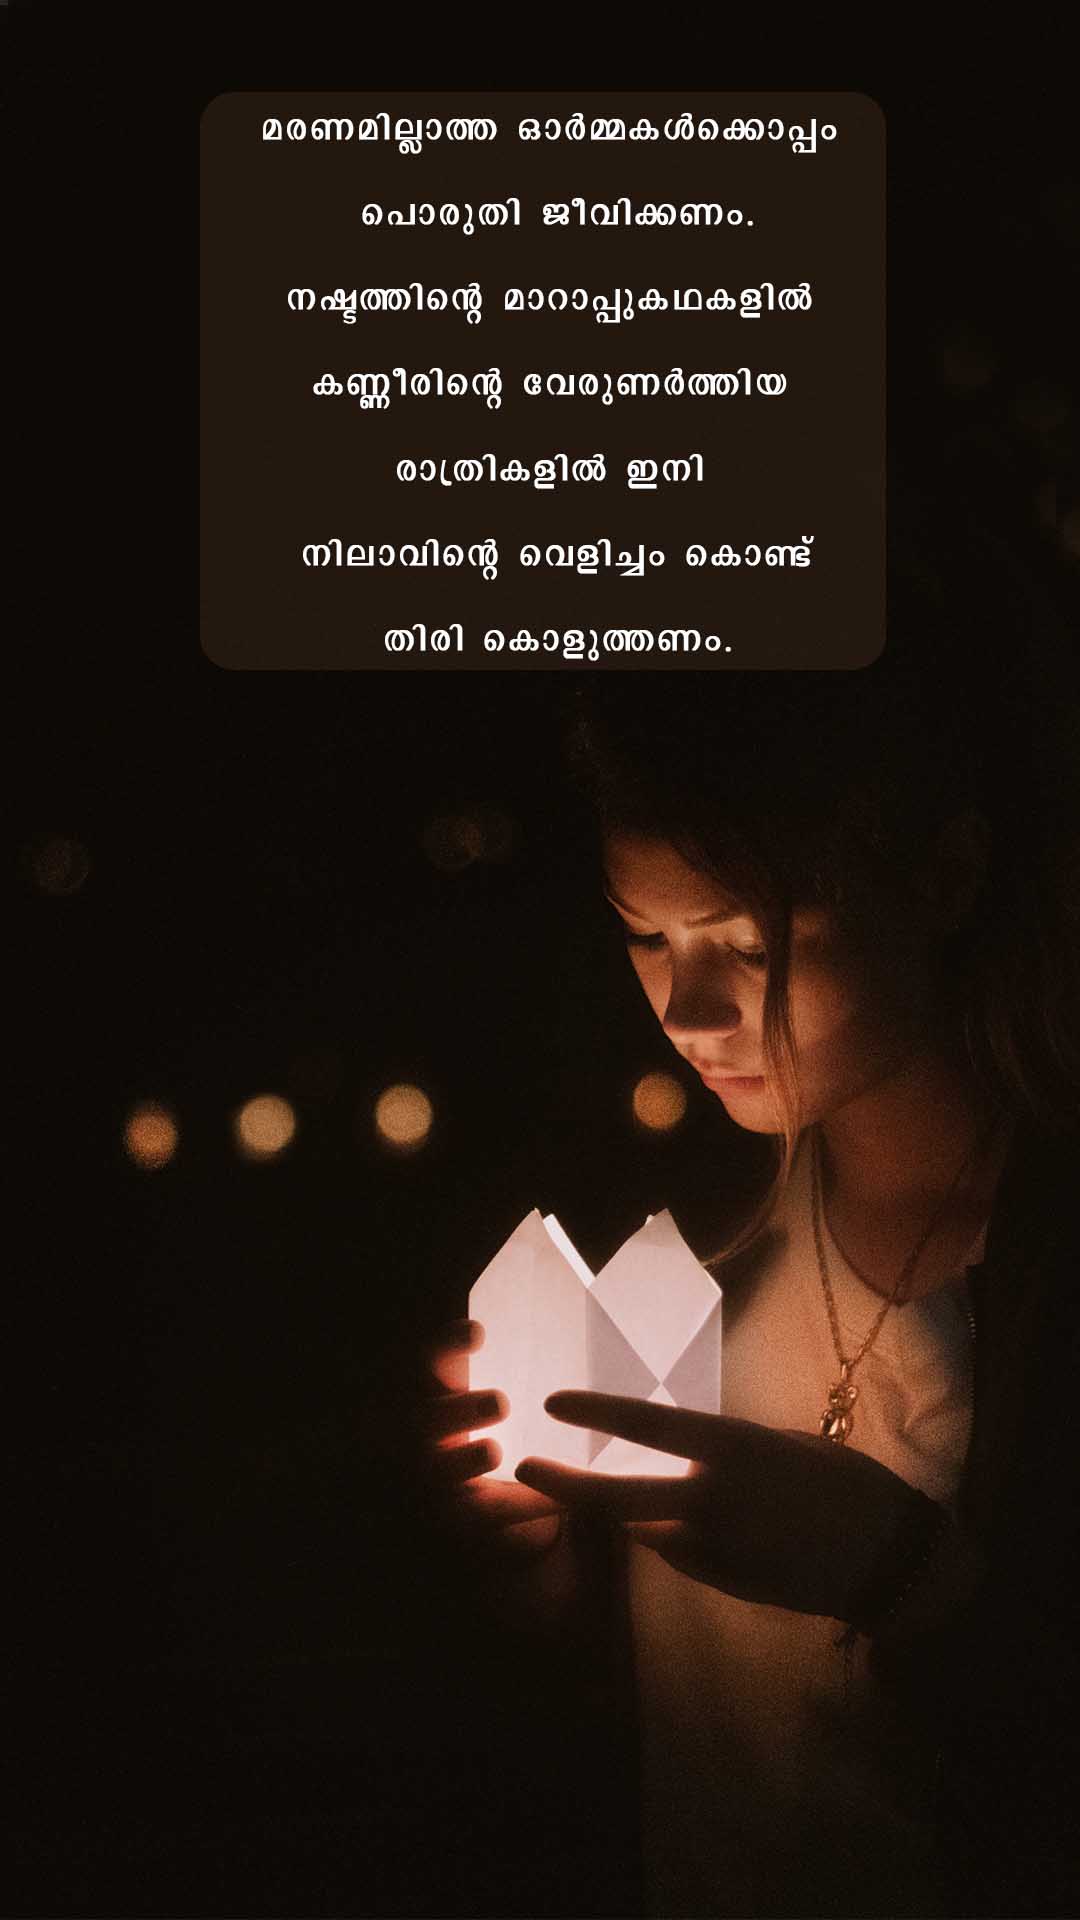 മരണമില്ലാത്ത ഓർമ്മകൾക്കൊപ്പം
പൊരുതി ജീവിക്കണം.
നഷ്ടത്തിന്റെ മാറാപ്പുകഥകളിൽ
കണ്ണീരിന്റെ വേരുണർത്തിയ
രാത്രികളിൽ ഇനി
നിലാവിന്റെ വെളിച്ചം കൊണ്ട്
തിരി കൊളുത്തണം.